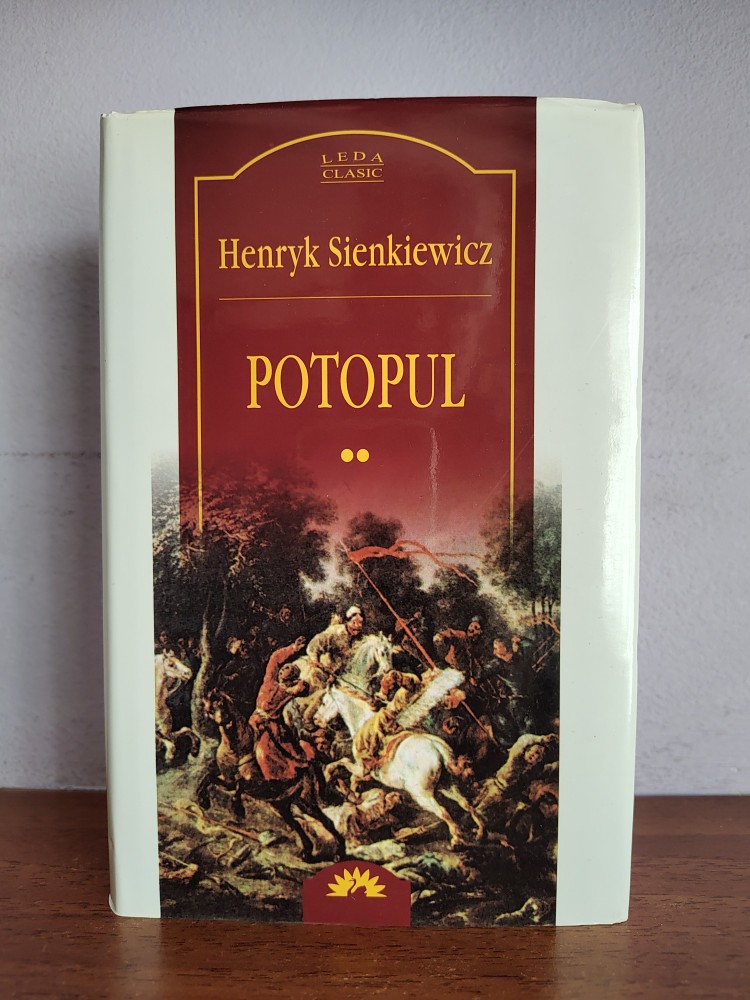 LEDA
CLASIC
Henryk Sienkiewicz
POTOPUL